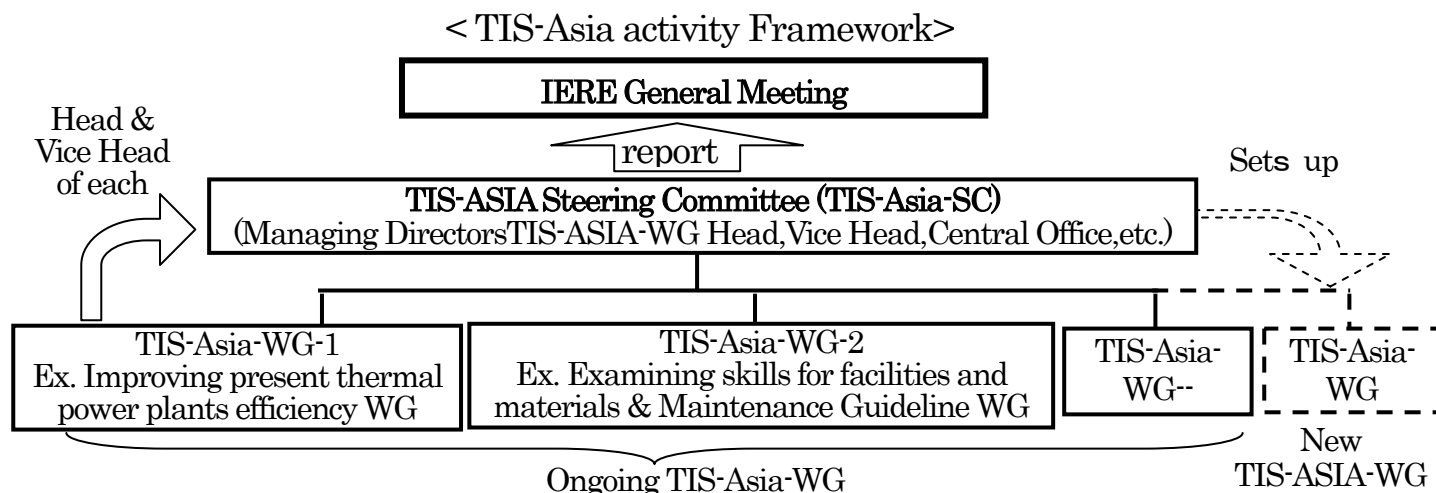 < TIS-Asia activity Framework>
IERE General Meeting
Head &
Vice Head
of each
report
Sets up
TIS-ASIA Steering Committee (TIS-Asia-SC)
(Managing DirectorsTIS-ASIA-WG Head,Vice Head,Central Office,etc.)
TIS-Asia-WG-1
Ex. Improving present thermal
power plants efficiency WG
TIS-Asia-WG-2
Ex. Examining skills for facilities and
materials & Maintenance Guideline WG
TIS-Asia-
WG--
TIS-Asia-
WG
Ongoing TIS-Asia-WG
New
TIS-ASIA-WG